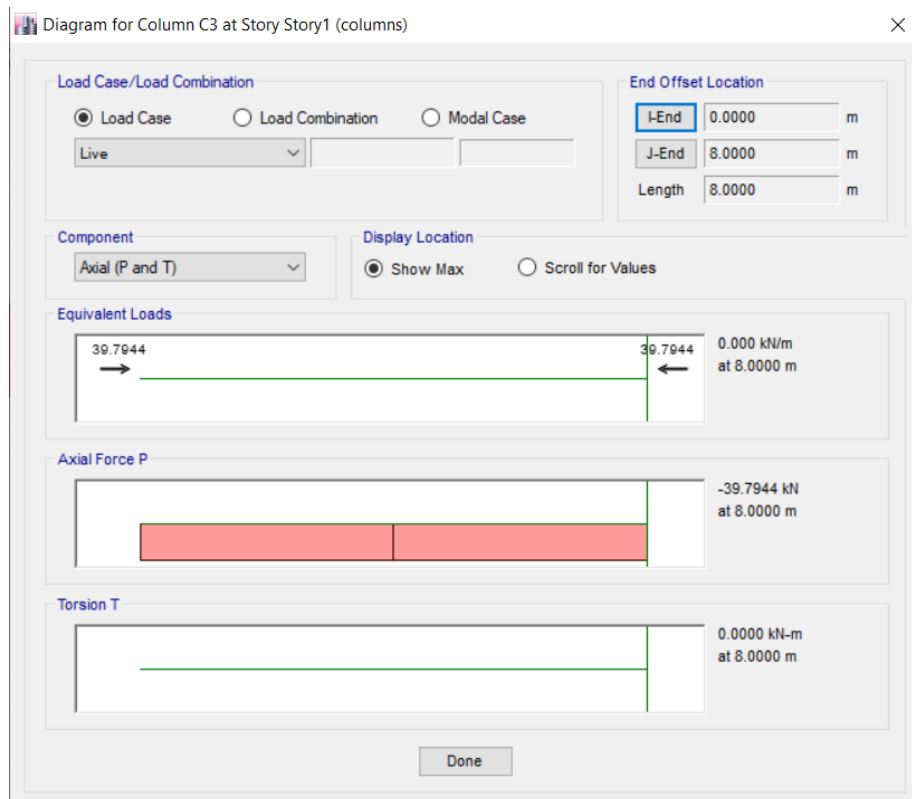 Diagram for Column C3 at Story Story1 (columns)
Load Case/Load Combination
Load Case Load Combination Modal Case
Live
End Offset Location
I-End 0.0000 m
J-End 8.0000 m
Length 8.0000 m
Component
Axial (P and T)
Display Location
Show Max Scroll for Values
Equivalent Loads
39.7944 39.7944
0.000 kN/m
at 8.0000 m
Axial Force P
-39.7944 kN
at 8.0000 m
Torsion T
0.0000 kN-m
at 8.0000 m
Done